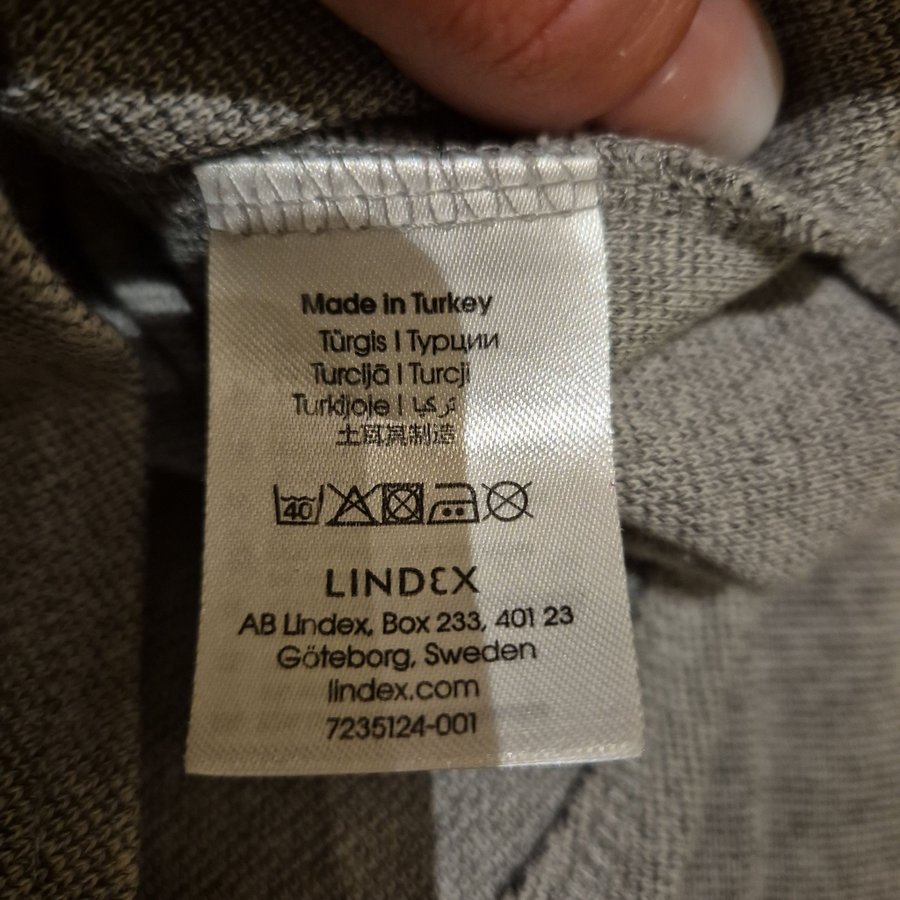 Made in Turkey
Türgis | Турции
Turcijā | Turcji
Turkijoje | تركيا
土耳其制造
40
LINDEX
AB Lindex, Box 233, 401 23
Göteborg, Sweden
lindex.com
7235124-001